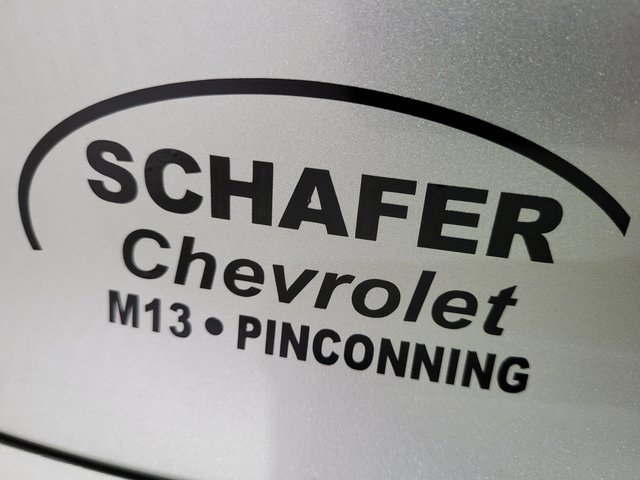 SCHAFER
Chevrolet
M13 • PINCONNING